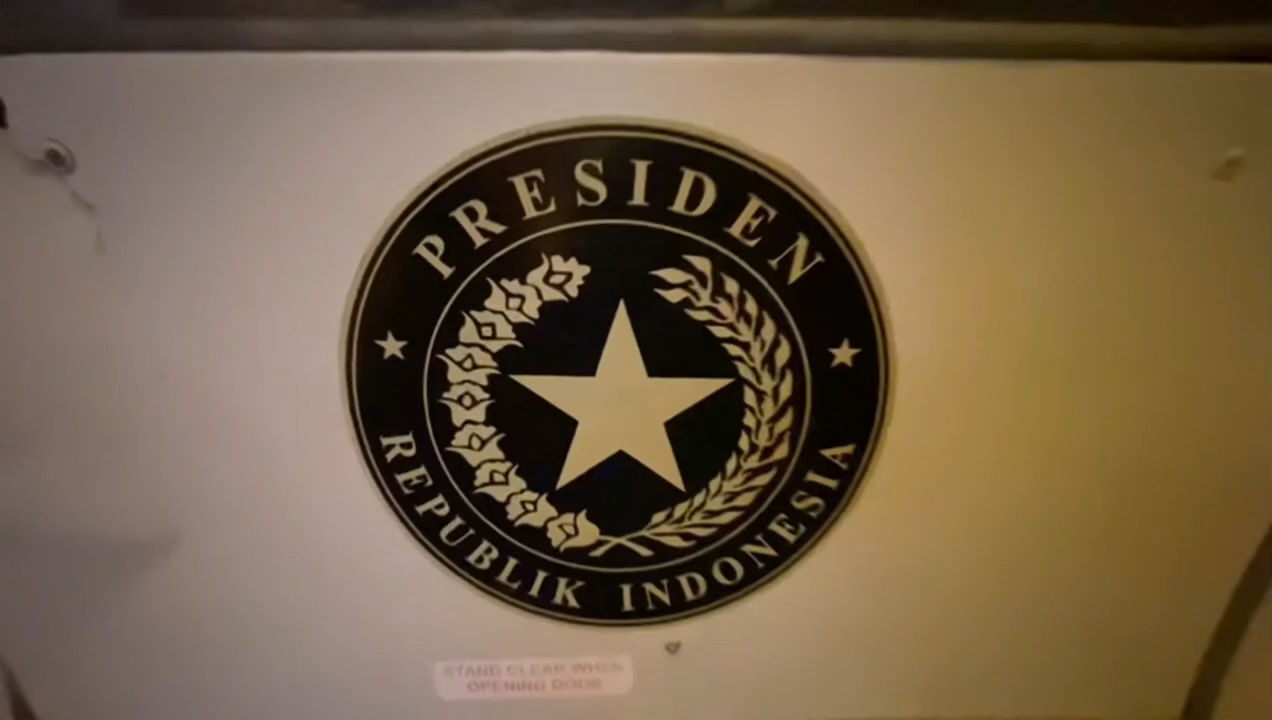 PRESIDEN
REPUBLIK INDONESIA
STAND CLEAR WHEN
OPENING DOOR